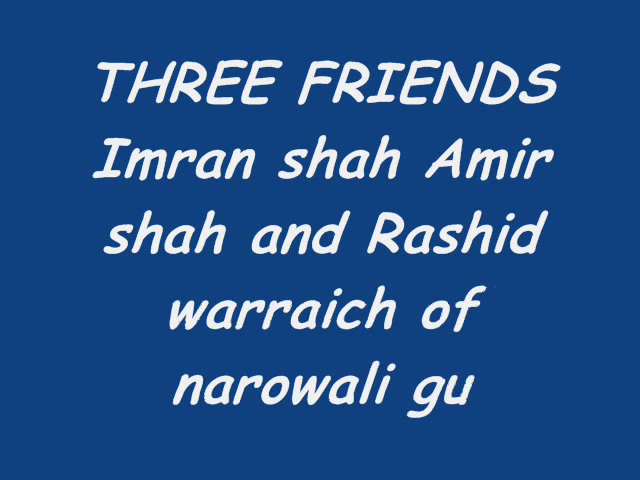 THREE FRIENDS
Imran shah Amir
shah and Rashid
warraich of
narowali gu